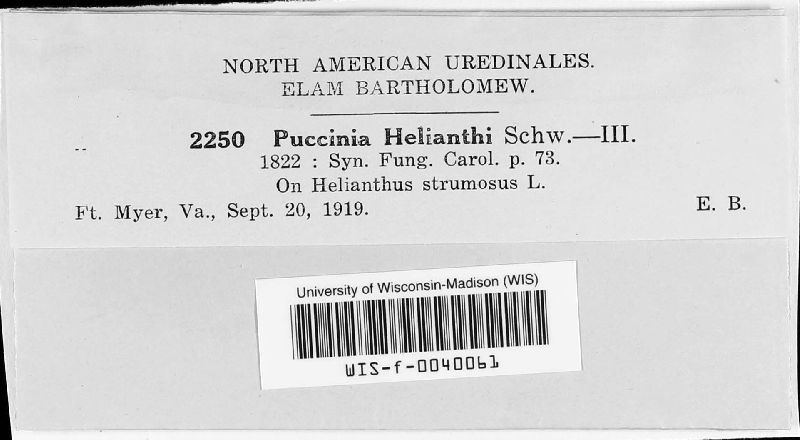 NORTH AMERICAN UREDINALES.
ELAM BARTHOLOMEW.
2250 Puccinia Helianthi Schw.—III.
1822 : Syn. Fung. Carol. p. 73.
On Helianthus strumosus L.
Ft. Myer, Va., Sept. 20, 1919. E. B.
University of Wisconsin-Madison (WIS)
WIS-f-0040061